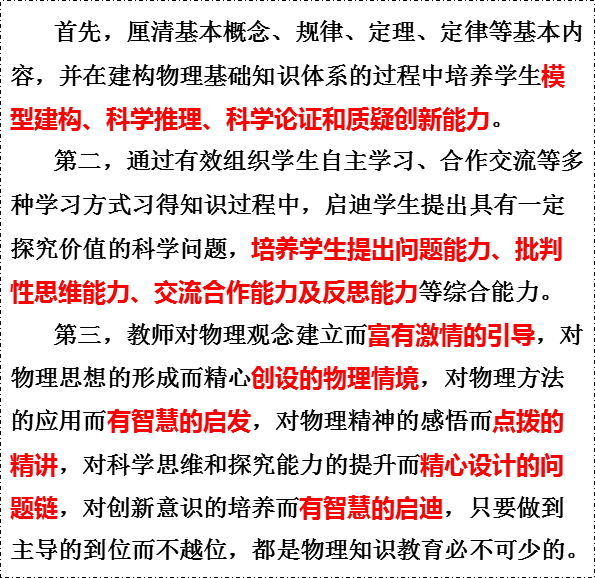 首先，厘清基本概念、规律、定理、定律等基本内
容，并在建构物理基础知识体系的过程中培养学生模
型建构、科学推理、科学论证和质疑创新能力。
第二，通过有效组织学生自主学习、合作交流等多
种学习方式习得知识过程中，启迪学生提出具有一定
探究价值的科学问题，培养学生提出问题能力、批判
性思维能力、交流合作能力及反思能力等综合能力。
第三，教师对物理观念建立而富有激情的引导，对
物理思想的形成而精心创设的物理情境，对物理方法
的应用而有智慧的启发，对物理精神的感悟而点拨的
精讲，对科学思维和探究能力的提升而精心设计的问
题链，对创新意识的培养而有智慧的启迪，只要做到
主导的到位而不越位，都是物理知识教育必不可少的。